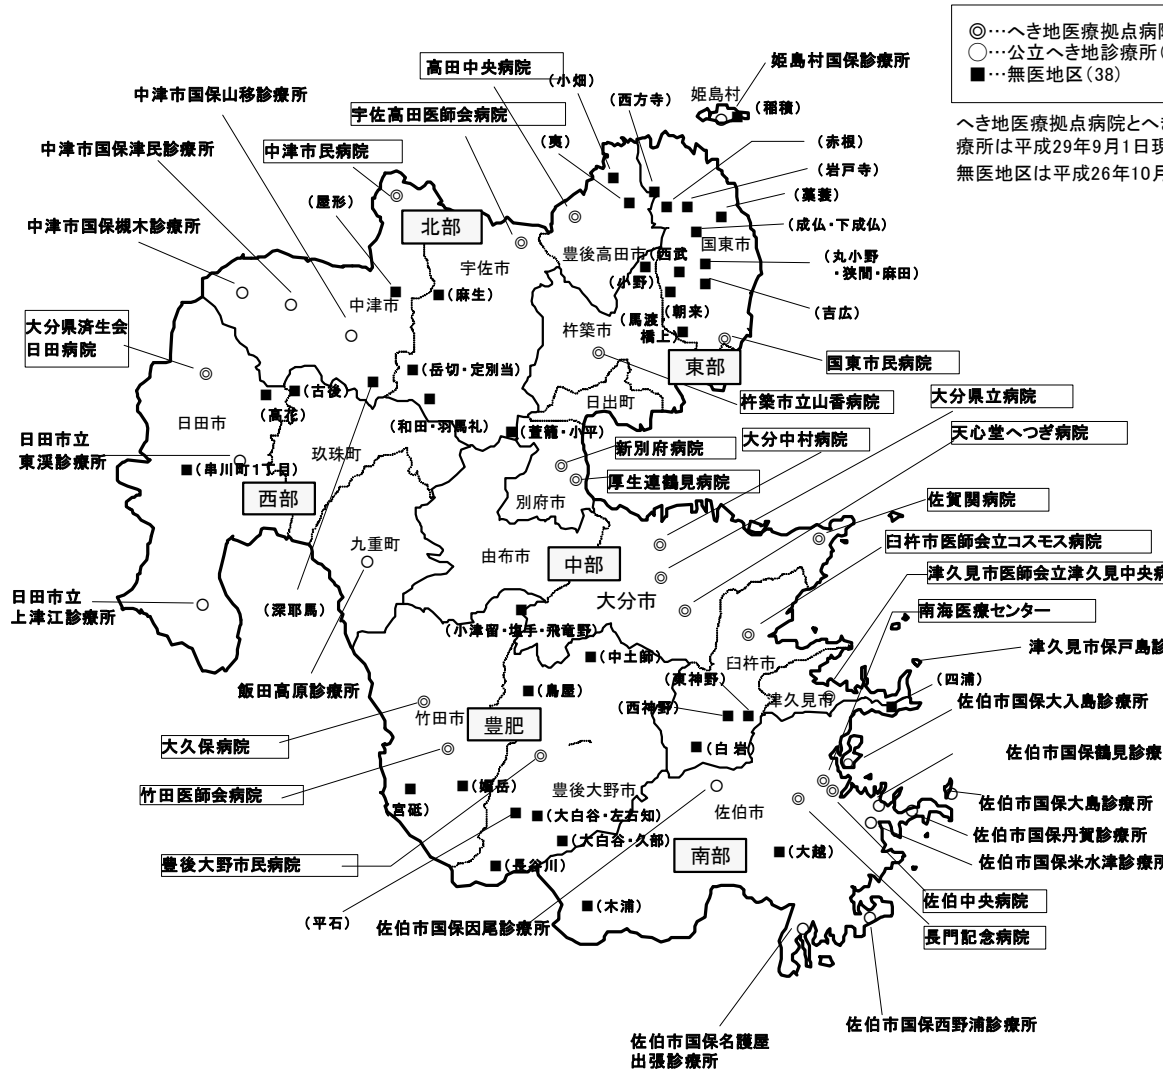 ◎…へき地医療拠点病院
○…公立へき地診療所(
■…無医地区(38)
へき地医療拠点病院とへき
療所は平成29年9月1日現
無医地区は平成26年10月
高田中央病院
(小畑)
姫島村国保診療所
姫島村
(稲積)
中津市国保山移診療所
宇佐高田医師会病院
(西方寺)
(夷)
(赤根)
中津市国保津民診療所
中津市民病院
(岩戸寺)
(屋形)
(薬養)
中津市国保槻木診療所
北部
(成仏・下成仏)
国東市
豊後高田市
(西武
宇佐市
(丸小野
・狭間・麻田)
(小野)
中津市
(麻生)
(朝来)
(吉広)
(馬渡・
橋上)
大分県済生会
日田病院
杵築市
東部
国東市民病院
(岳切・定別当)
(古後)
(高花)
日出町
杵築市立山香病院
大分県立病院
日田市
(和田・羽馬礼)
(萱籠・小平)
大分中村病院
天心堂へつぎ病院
日田市立
東渓診療所
玖珠町
新別府病院
(串川町1丁目)
厚生連鶴見病院
西部
別府市
佐賀関病院
九重町
由布市
中部
臼杵市医師会立コスモス病院
津久見市医師会立津久見中央病
日田市立
上津江診療所
大分市
南海医療センター
(深耶馬)
(小津留・塩手・飛竜野)
津久見市保戸島診
(中土師)
臼杵市
飯田高原診療所
(鳥屋)
(東神野)
津久見市
(四浦)
(西神野)
佐伯市国保大入島診療所
竹田市
豊肥
大久保病院
(白岩)
佐伯市国保鶴見診療
竹田医師会病院
宮砥)
(嫗岳)
豊後大野市
佐伯市
佐伯市国保大島診療所
(大白谷・左右知)
佐伯市国保丹賀診療所
豊後大野市民病院
(大白谷・久部)
南部
(大越)
佐伯市国保米水津診療所
(長谷川)
佐伯中央病院
(平石)
佐伯市国保因尾診療所
(木浦)
長門記念病院
佐伯市国保西野浦診療所
佐伯市国保名護屋
出張診療所